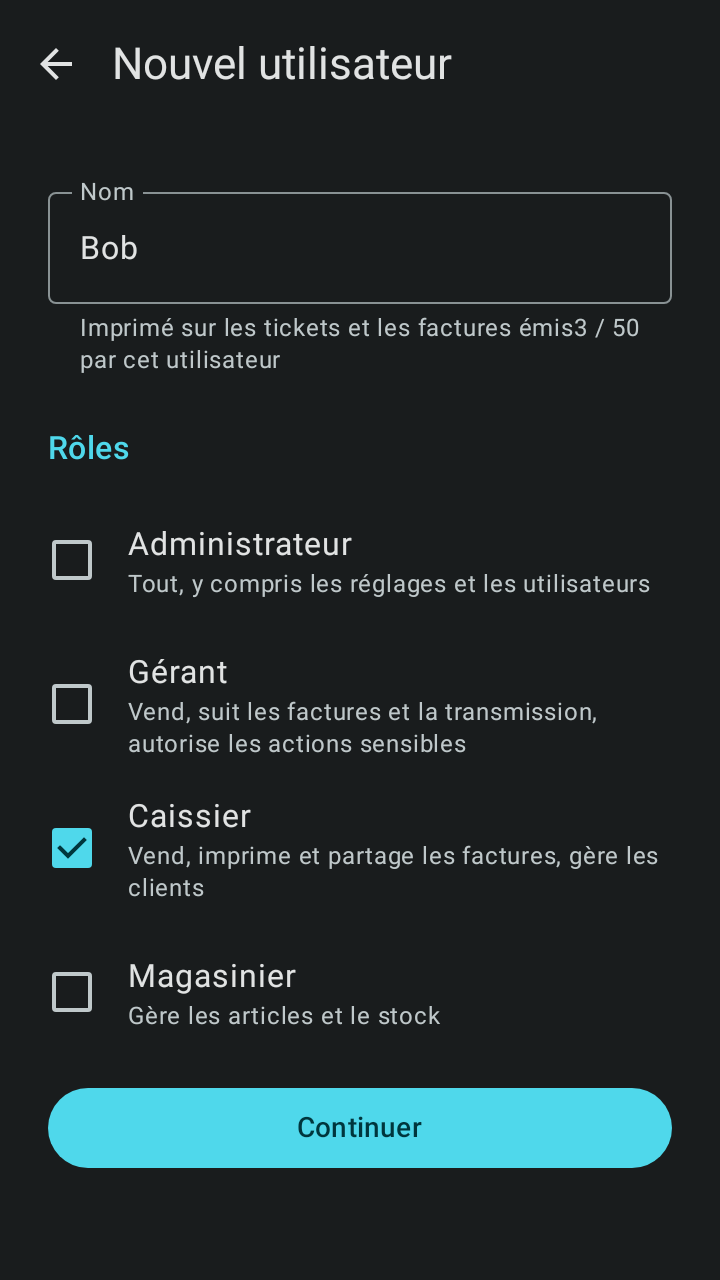 Nouvel utilisateur
Nom
Bob
Imprimé sur les tickets et les factures émis3 / 50
par cet utilisateur
Rôles
Administrateur
Tout, y compris les réglages et les utilisateurs
Gérant
Vend, suit les factures et la transmission,
autorise les actions sensibles
Caissier
Vend, imprime et partage les factures, gère les
clients
Magasinier
Gère les articles et le stock
Continuer